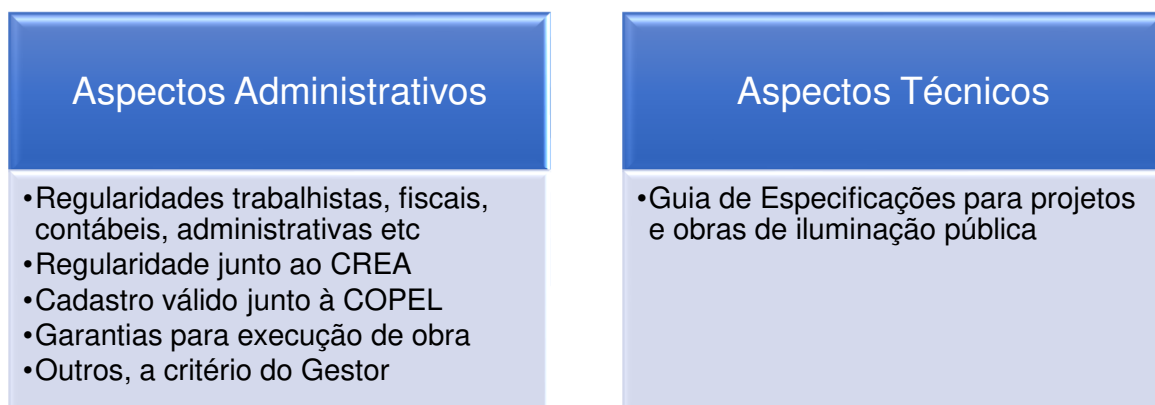 Aspectos Administrativos
•Regularidades trabalhistas, fiscais,
contábeis, administrativas etc
•Regularidade junto ao CREA
•Cadastro válido junto à COPEL
•Garantias para execução de obra
•Outros, a critério do Gestor
Aspectos Técnicos
•Guia de Especificações para projetos
e obras de iluminação pública